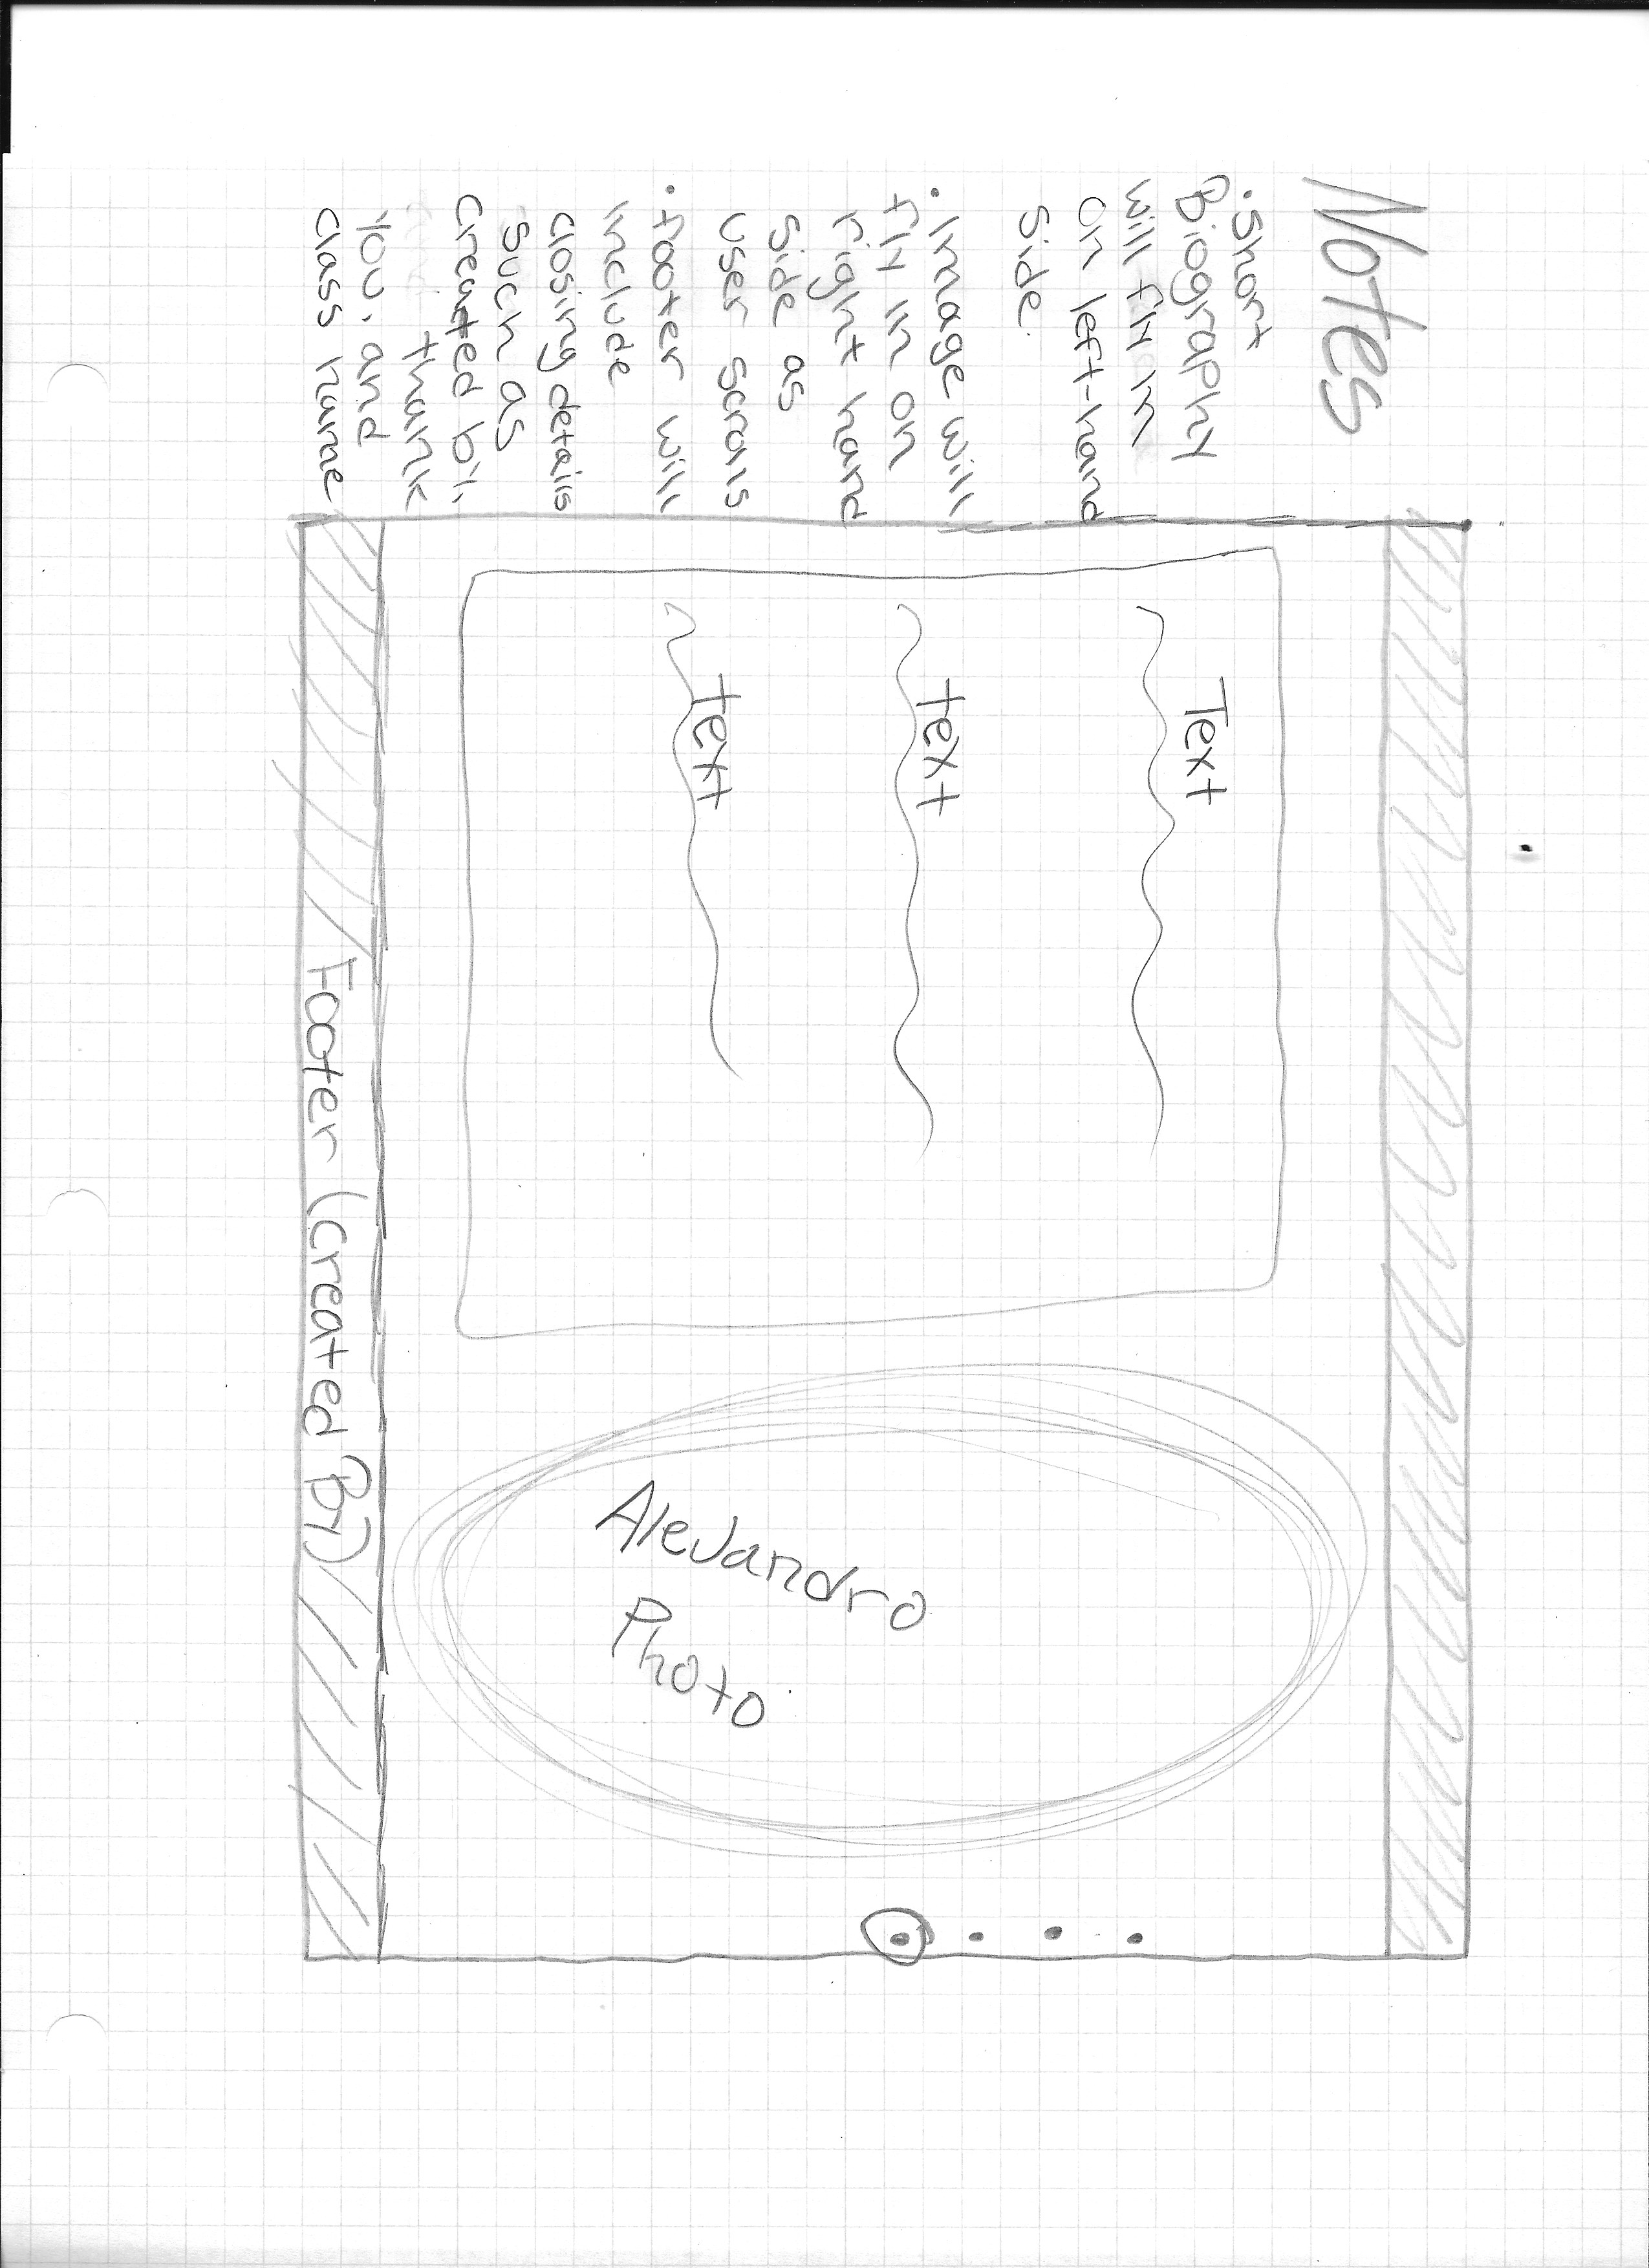 Notes
• Short
Biography
will fly in
on left-hand
side.
• Image will
fly in on
right hand
side as
user scrolls
• footer will
include
closing details
such as
created by,
thank
you, and
class name
Text
text
text
Alejandro
Photo
Footer (created By)